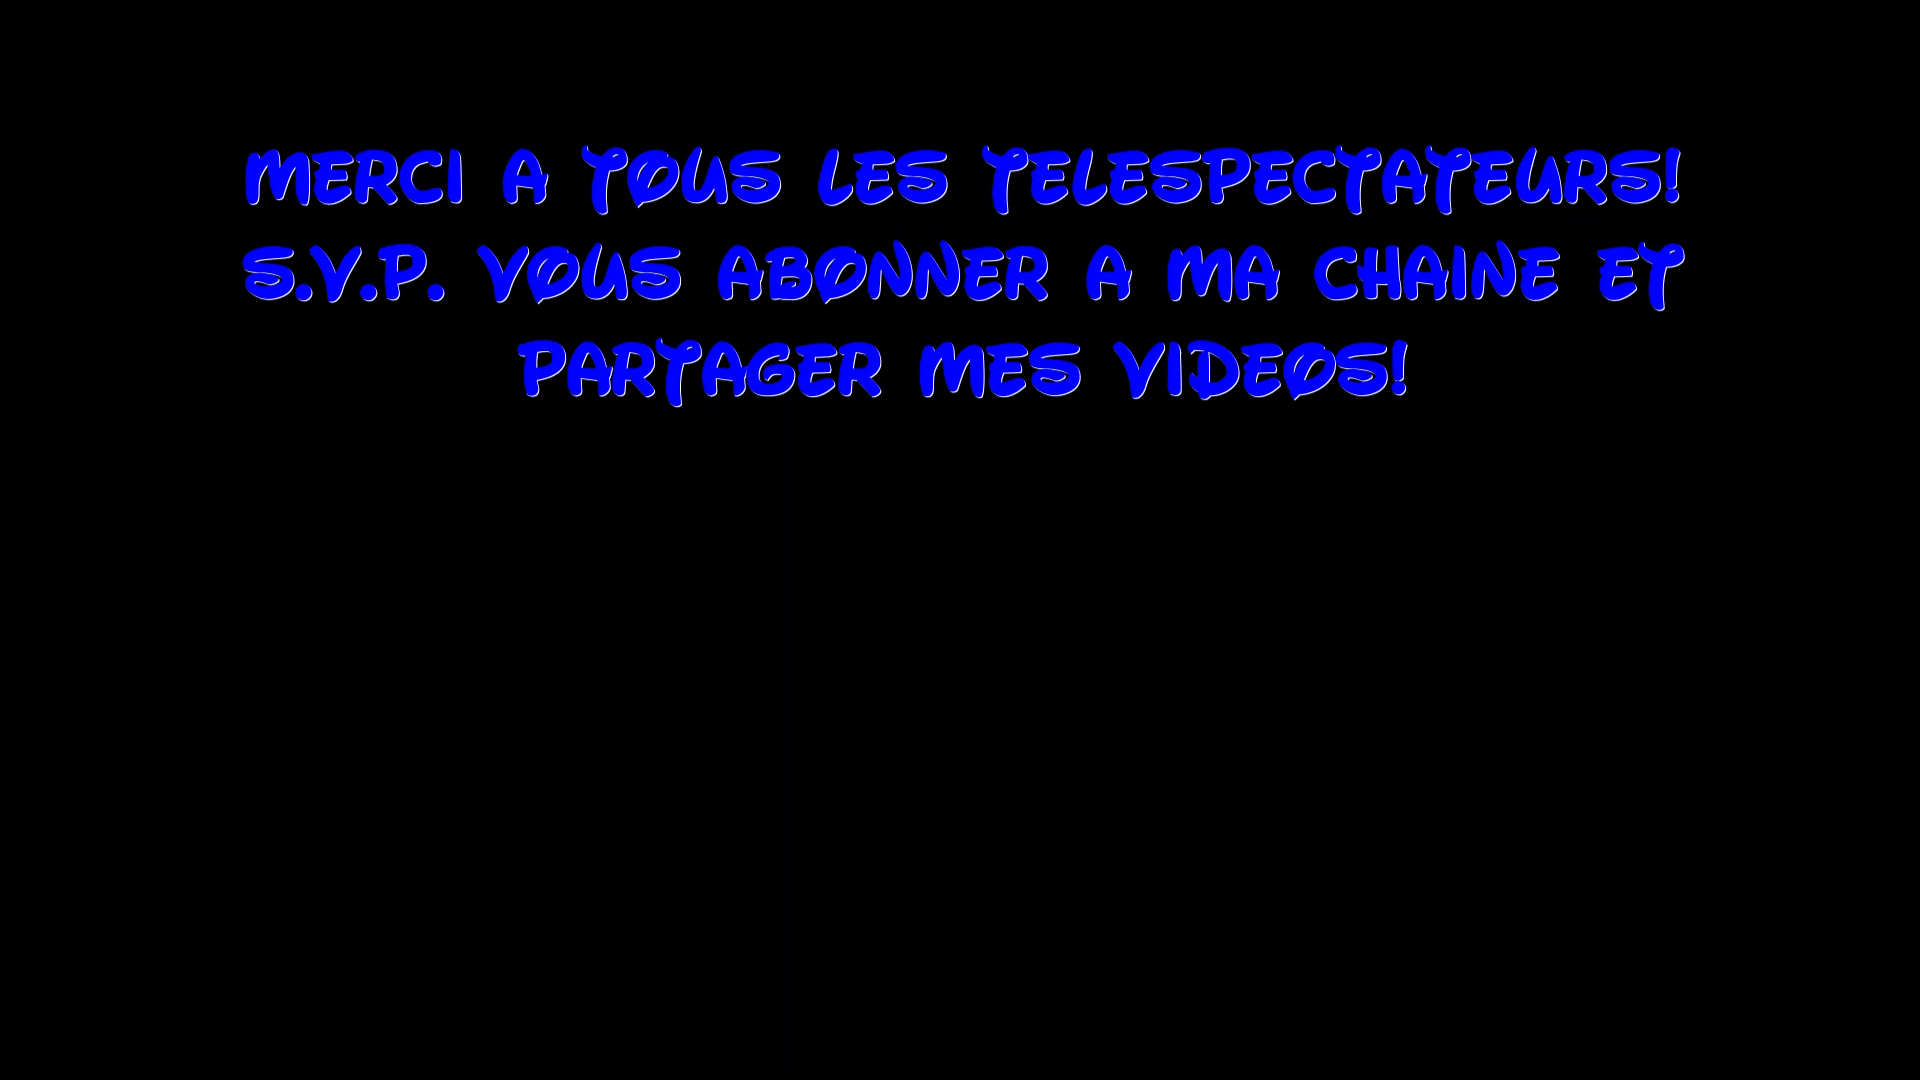 MERCI A TOUS LES TELESPECTATEURS!
S.V.P. VOUS ABONNER A MA CHAINE ET
PARTAGER MES VIDEOS!